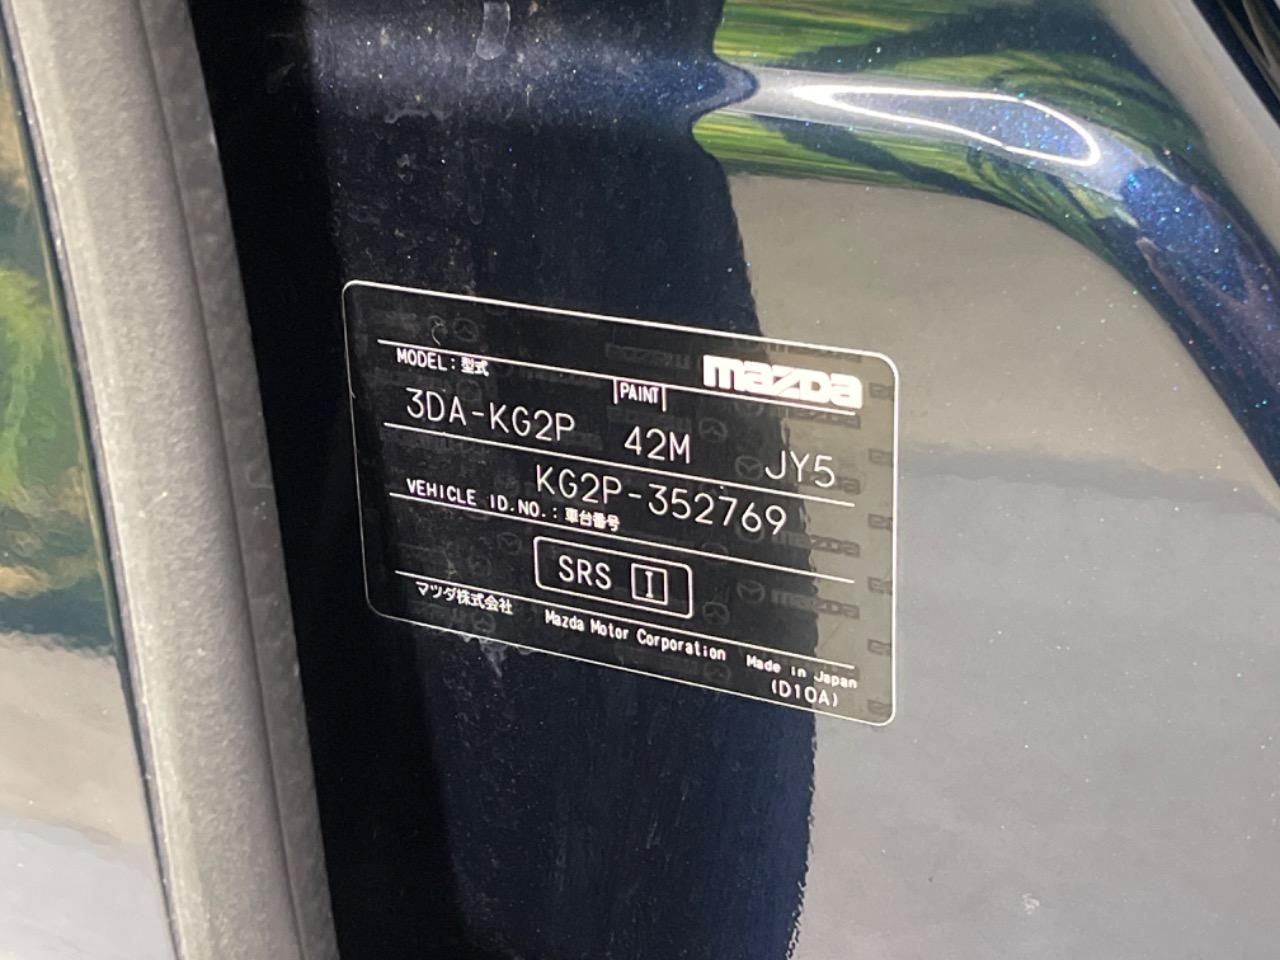 mazda
MODEL：型式
PAINT
3DA-KG2P 42M JY5
KG2P-352769
VEHICLE ID.NO.：車台番号
SRS I
マツダ株式会社 Mazda Motor Corporation Made in Japan
(D10A)